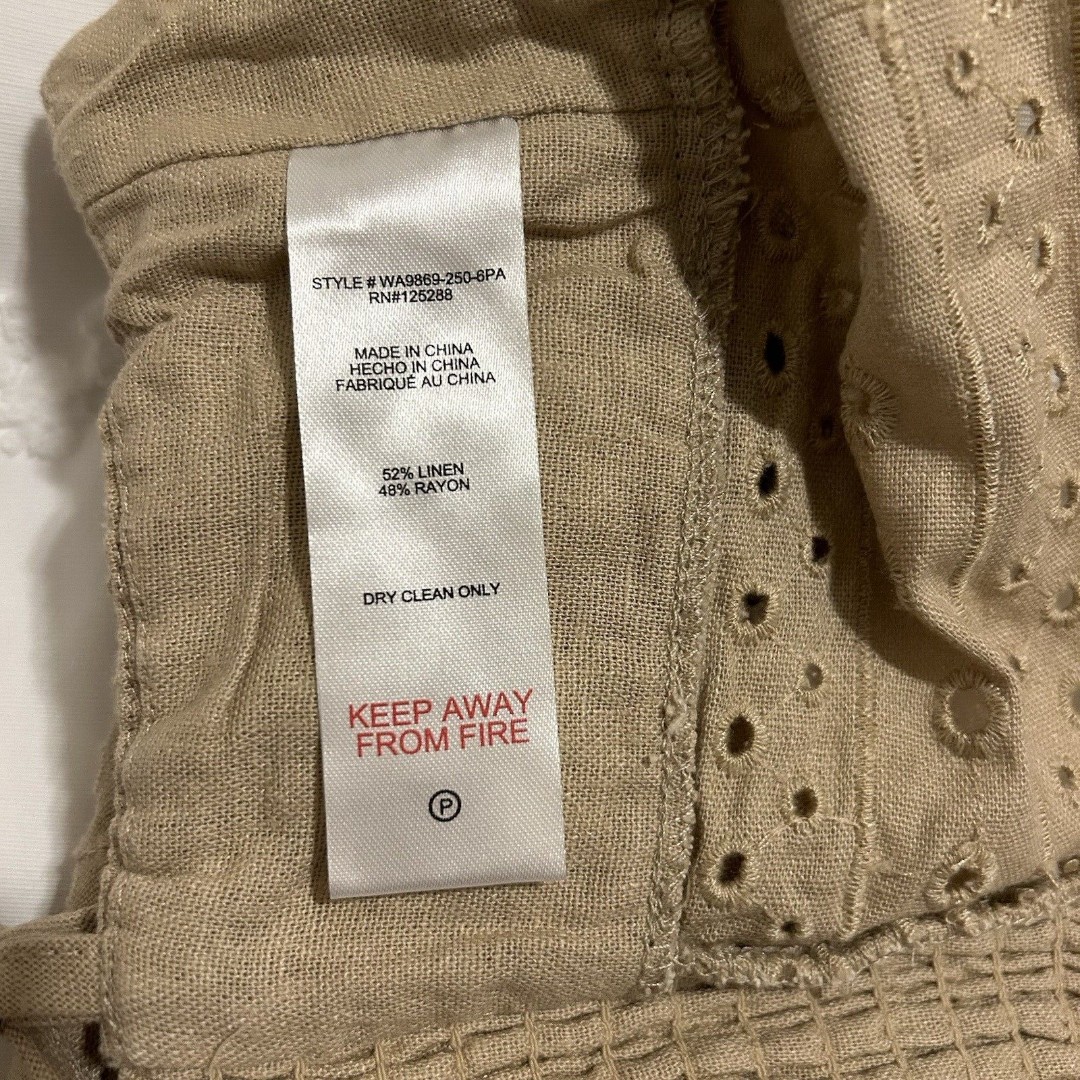 STYLE # WA9869-250-6PA
RN#125288
MADE IN CHINA
HECHO IN CHINA
FABRIQUÉ AU CHINA
52% LINEN
48% RAYON
DRY CLEAN ONLY
KEEP AWAY
FROM FIRE
P